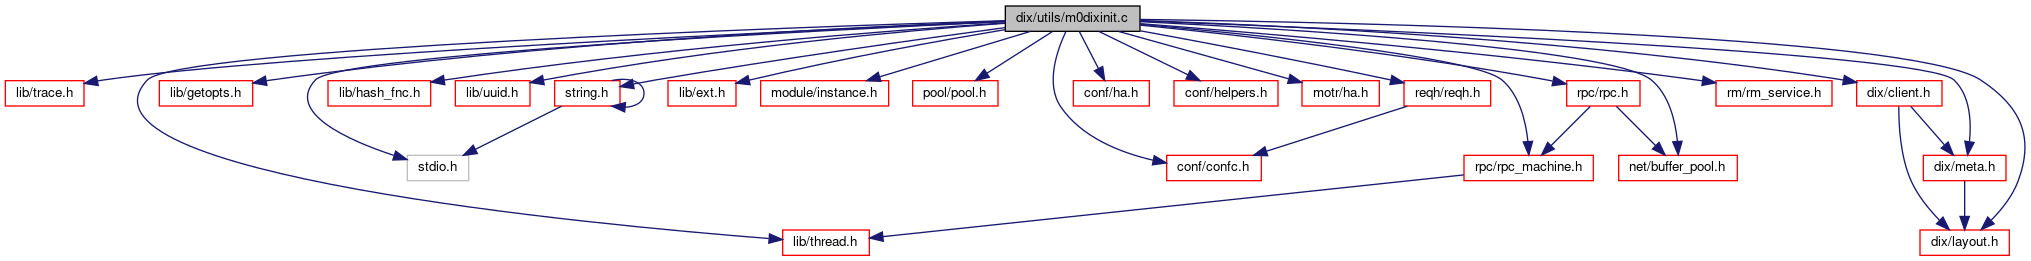 dix/utils/m0dixinit.c
lib/trace.h
lib/getopts.h
lib/hash_fnc.h
lib/uuid.h
string.h
lib/ext.h
module/instance.h
pool/pool.h
conf/ha.h
conf/helpers.h
motr/ha.h
reqh/reqh.h
rpc/rpc.h
rm/rm_service.h
dix/client.h
stdio.h
conf/confc.h
rpc/rpc_machine.h
net/buffer_pool.h
dix/meta.h
lib/thread.h
dix/layout.h